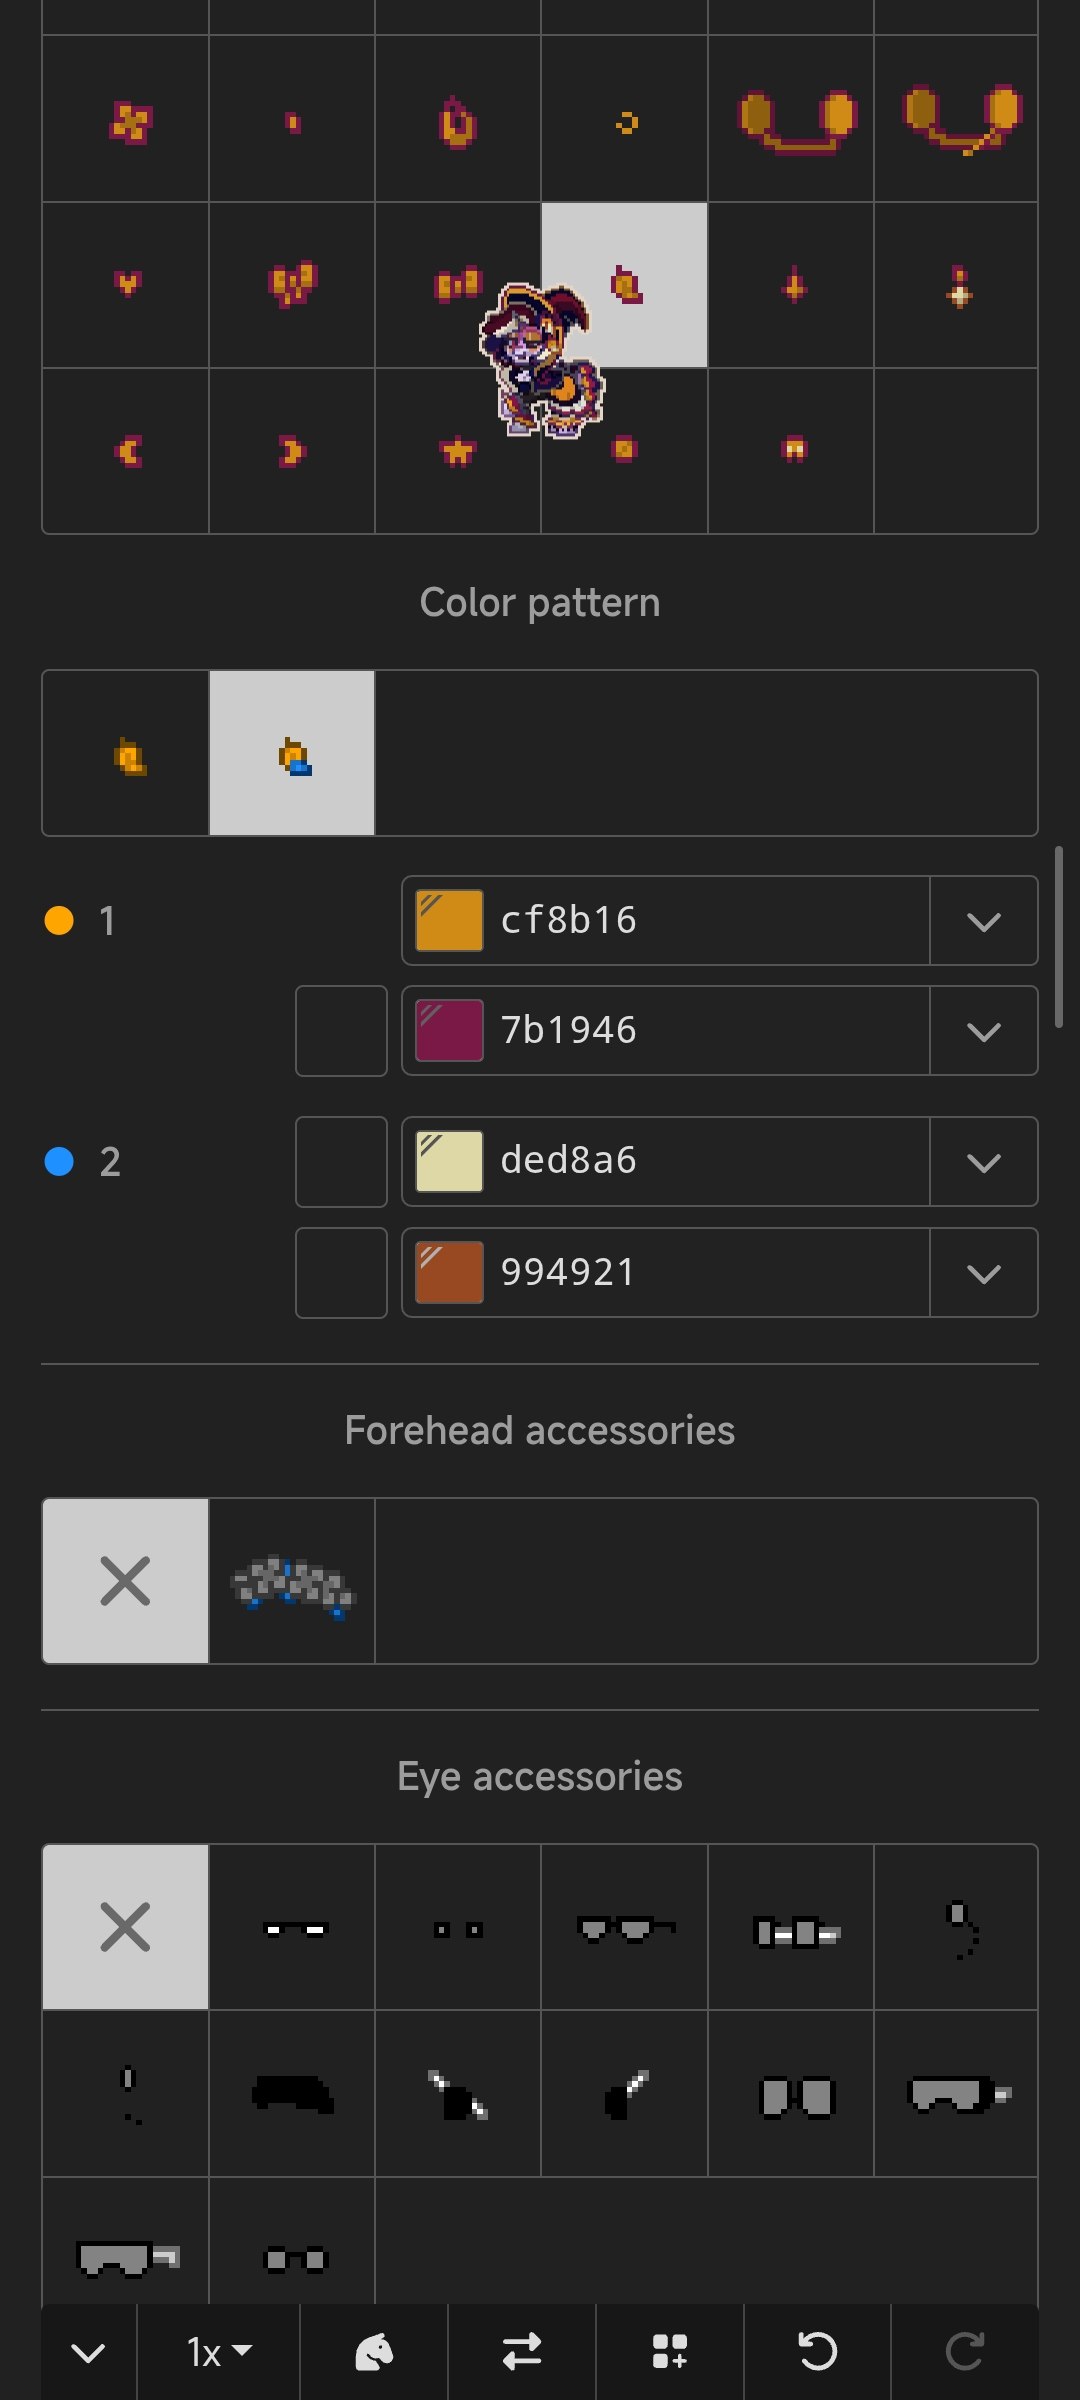 Color pattern
1 cf8b16
7b1946
2 ded8a6
994921
Forehead accessories
Eye accessories
1x